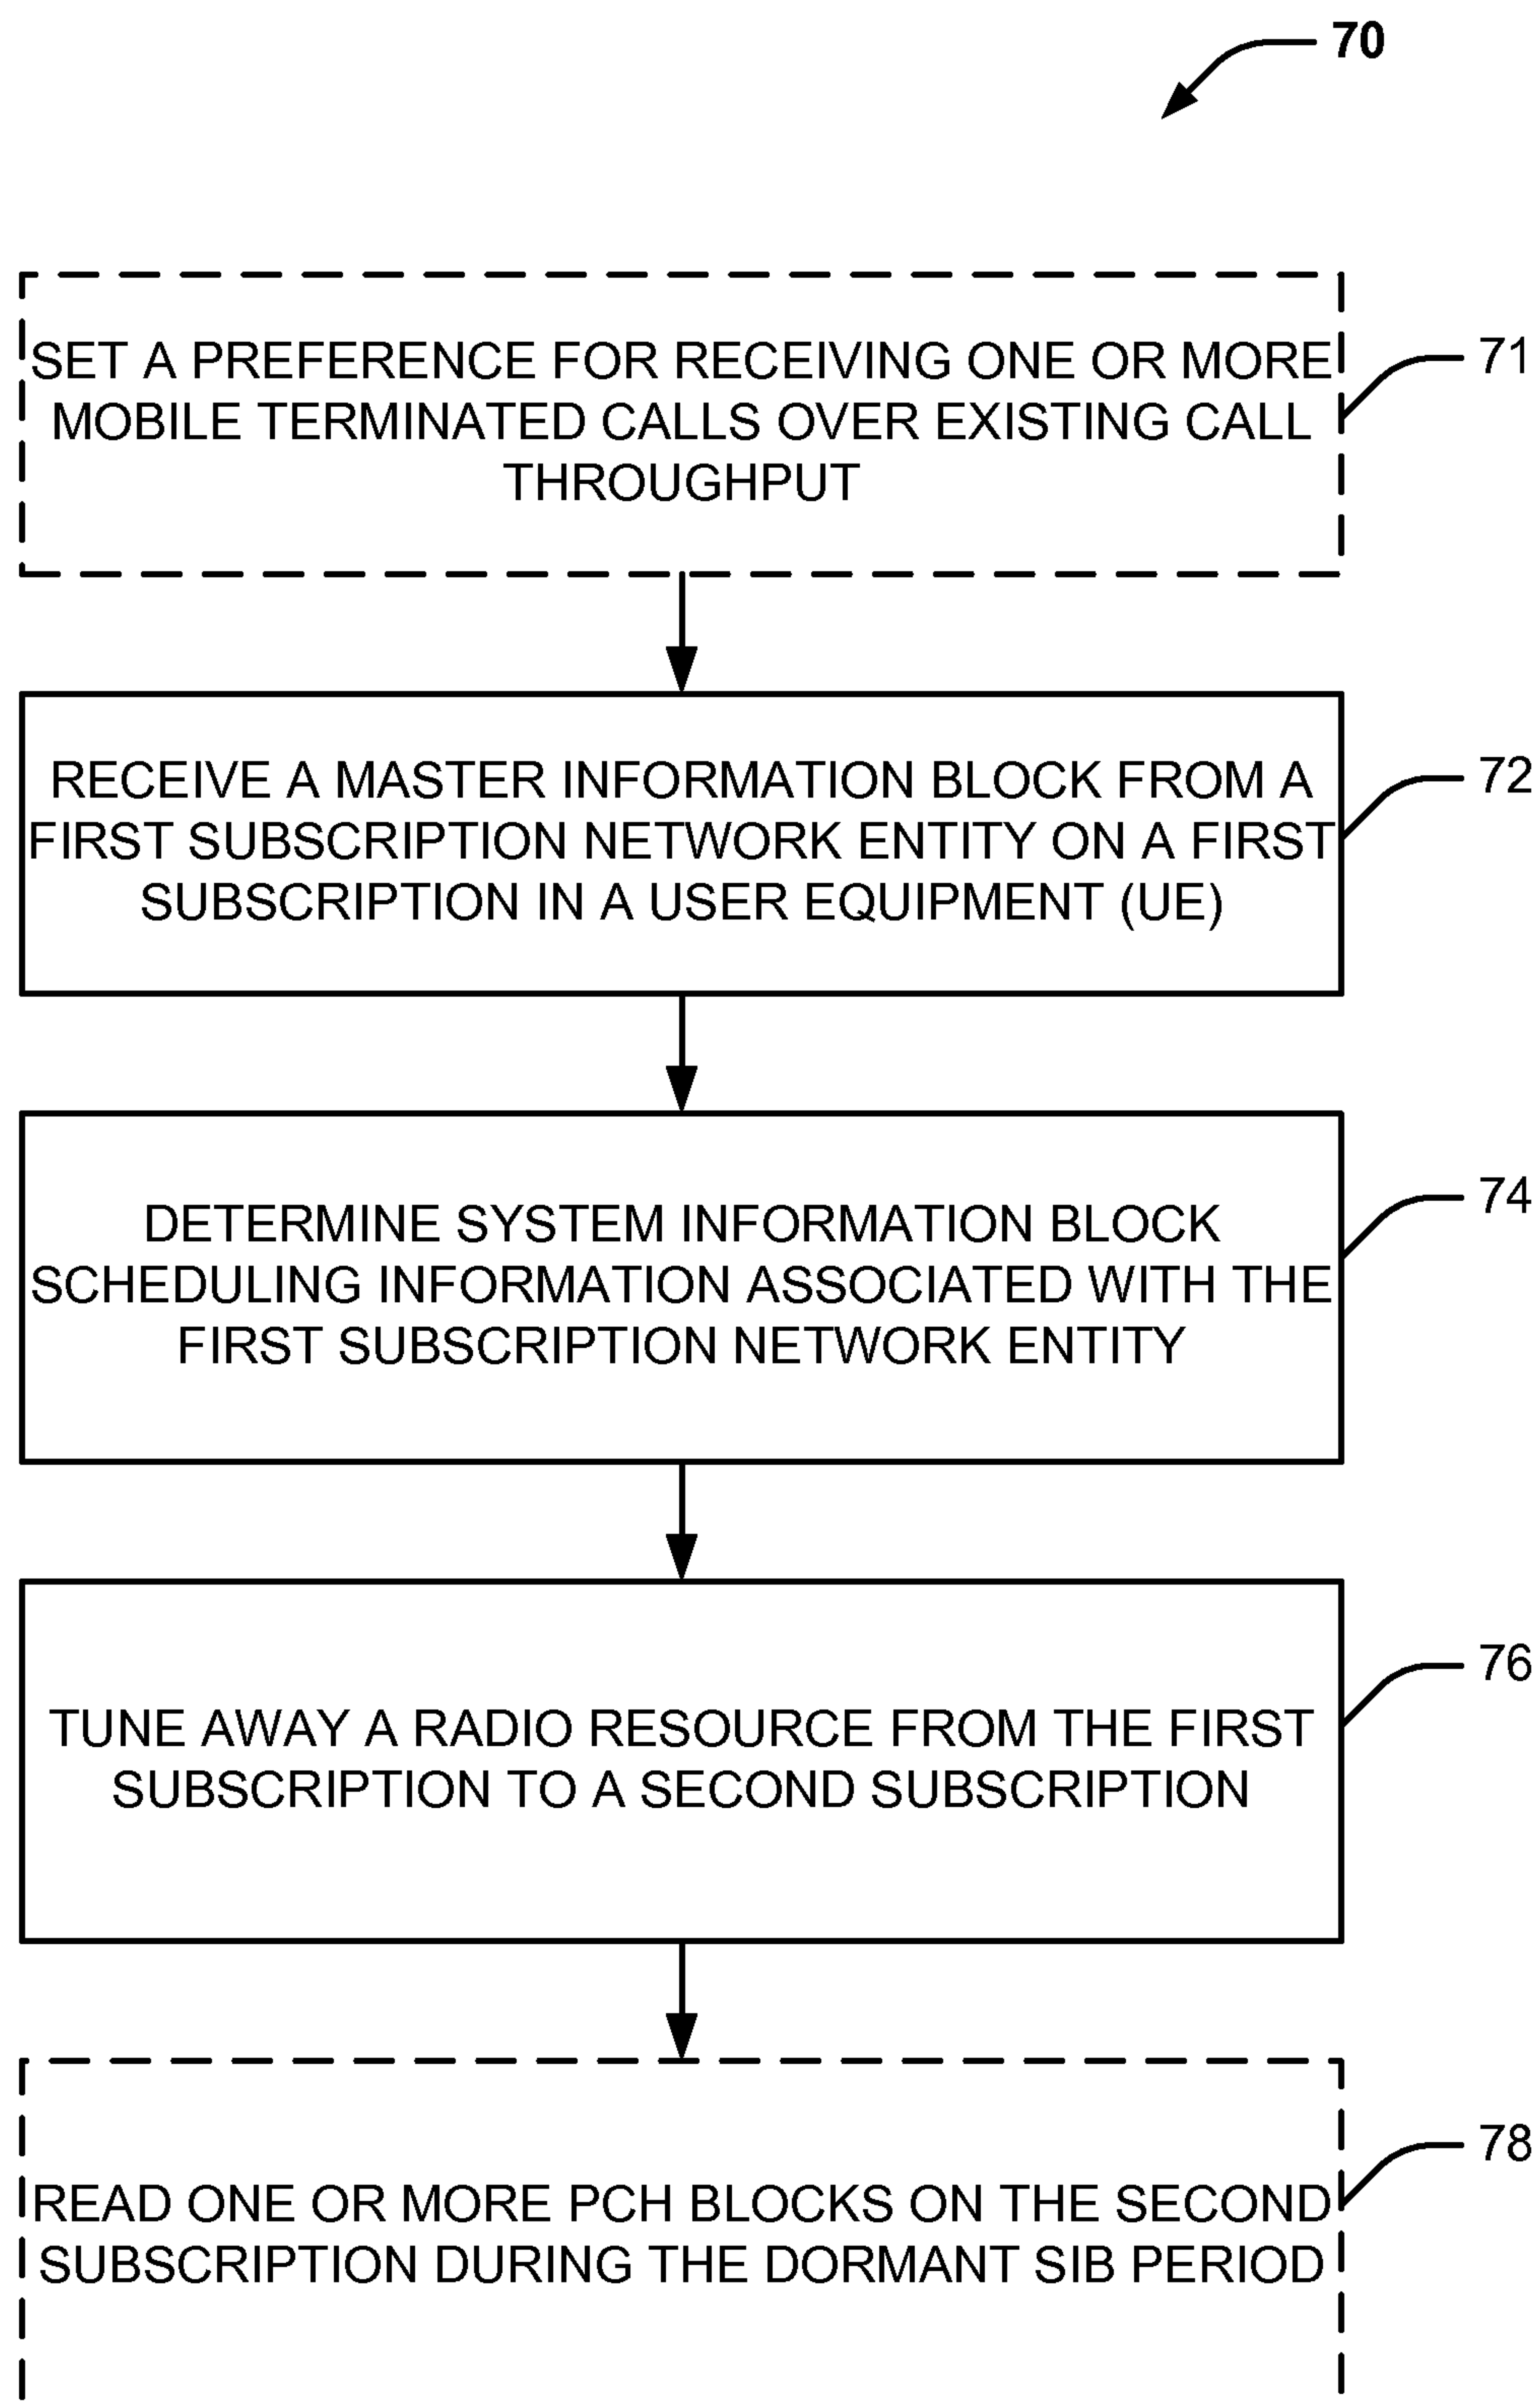 70
SET A PREFERENCE FOR RECEIVING ONE OR MORE
MOBILE TERMINATED CALLS OVER EXISTING CALL
THROUGHPUT
71
RECEIVE A MASTER INFORMATION BLOCK FROM A
FIRST SUBSCRIPTION NETWORK ENTITY ON A FIRST
SUBSCRIPTION IN A USER EQUIPMENT (UE)
72
DETERMINE SYSTEM INFORMATION BLOCK
SCHEDULING INFORMATION ASSOCIATED WITH THE
FIRST SUBSCRIPTION NETWORK ENTITY
74
TUNE AWAY A RADIO RESOURCE FROM THE FIRST
SUBSCRIPTION TO A SECOND SUBSCRIPTION
76
READ ONE OR MORE PCH BLOCKS ON THE SECOND
SUBSCRIPTION DURING THE DORMANT SIB PERIOD
78